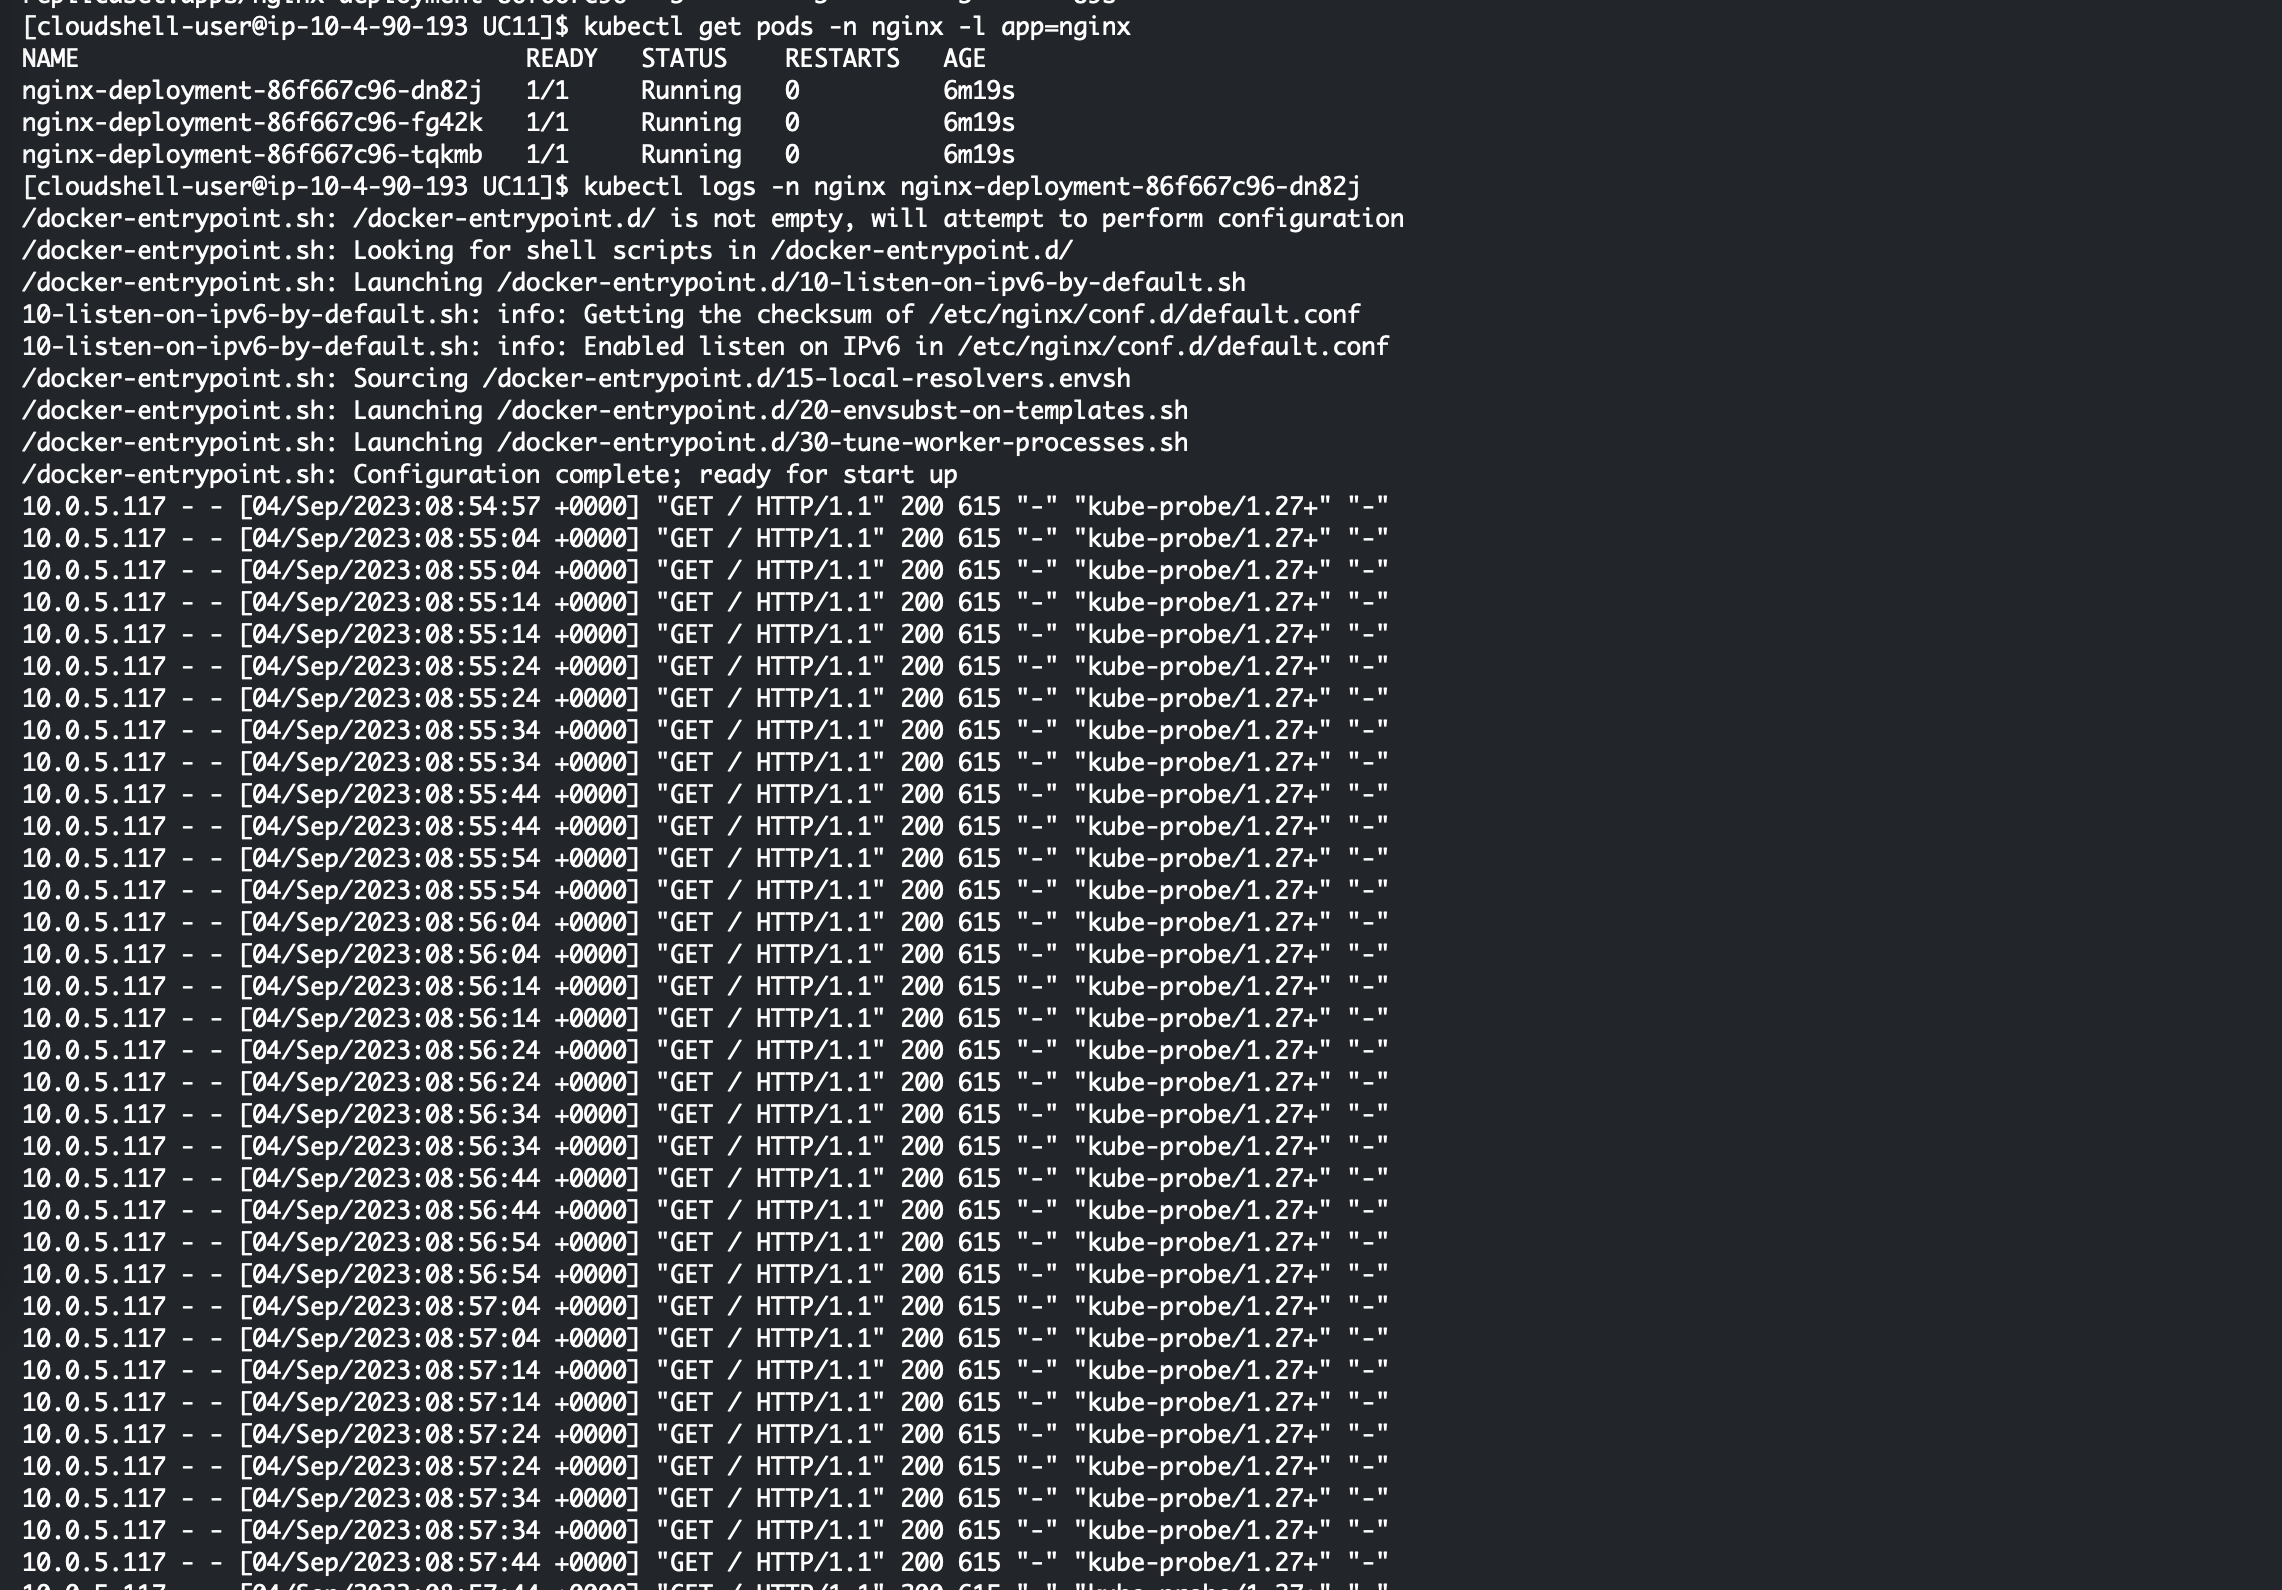 [cloudshell-user@ip-10-4-90-193 UC11]$ kubectl get pods -n nginx -l app=nginx
NAME                               READY   STATUS    RESTARTS   AGE
nginx-deployment-86f667c96-dn82j   1/1     Running   0          6m19s
nginx-deployment-86f667c96-fg42k   1/1     Running   0          6m19s
nginx-deployment-86f667c96-tqkmb   1/1     Running   0          6m19s
[cloudshell-user@ip-10-4-90-193 UC11]$ kubectl logs -n nginx nginx-deployment-86f667c96-dn82j
/docker-entrypoint.sh: /docker-entrypoint.d/ is not empty, will attempt to perform configuration
/docker-entrypoint.sh: Looking for shell scripts in /docker-entrypoint.d/
/docker-entrypoint.sh: Launching /docker-entrypoint.d/10-listen-on-ipv6-by-default.sh
10-listen-on-ipv6-by-default.sh: info: Getting the checksum of /etc/nginx/conf.d/default.conf
10-listen-on-ipv6-by-default.sh: info: Enabled listen on IPv6 in /etc/nginx/conf.d/default.conf
/docker-entrypoint.sh: Sourcing /docker-entrypoint.d/15-local-resolvers.envsh
/docker-entrypoint.sh: Launching /docker-entrypoint.d/20-envsubst-on-templates.sh
/docker-entrypoint.sh: Launching /docker-entrypoint.d/30-tune-worker-processes.sh
/docker-entrypoint.sh: Configuration complete; ready for start up
10.0.5.117 - - [04/Sep/2023:08:54:57 +0000] "GET / HTTP/1.1" 200 615 "-" "kube-probe/1.27+" "-"
10.0.5.117 - - [04/Sep/2023:08:55:04 +0000] "GET / HTTP/1.1" 200 615 "-" "kube-probe/1.27+" "-"
10.0.5.117 - - [04/Sep/2023:08:55:04 +0000] "GET / HTTP/1.1" 200 615 "-" "kube-probe/1.27+" "-"
10.0.5.117 - - [04/Sep/2023:08:55:14 +0000] "GET / HTTP/1.1" 200 615 "-" "kube-probe/1.27+" "-"
10.0.5.117 - - [04/Sep/2023:08:55:14 +0000] "GET / HTTP/1.1" 200 615 "-" "kube-probe/1.27+" "-"
10.0.5.117 - - [04/Sep/2023:08:55:24 +0000] "GET / HTTP/1.1" 200 615 "-" "kube-probe/1.27+" "-"
10.0.5.117 - - [04/Sep/2023:08:55:24 +0000] "GET / HTTP/1.1" 200 615 "-" "kube-probe/1.27+" "-"
10.0.5.117 - - [04/Sep/2023:08:55:34 +0000] "GET / HTTP/1.1" 200 615 "-" "kube-probe/1.27+" "-"
10.0.5.117 - - [04/Sep/2023:08:55:34 +0000] "GET / HTTP/1.1" 200 615 "-" "kube-probe/1.27+" "-"
10.0.5.117 - - [04/Sep/2023:08:55:44 +0000] "GET / HTTP/1.1" 200 615 "-" "kube-probe/1.27+" "-"
10.0.5.117 - - [04/Sep/2023:08:55:44 +0000] "GET / HTTP/1.1" 200 615 "-" "kube-probe/1.27+" "-"
10.0.5.117 - - [04/Sep/2023:08:55:54 +0000] "GET / HTTP/1.1" 200 615 "-" "kube-probe/1.27+" "-"
10.0.5.117 - - [04/Sep/2023:08:55:54 +0000] "GET / HTTP/1.1" 200 615 "-" "kube-probe/1.27+" "-"
10.0.5.117 - - [04/Sep/2023:08:56:04 +0000] "GET / HTTP/1.1" 200 615 "-" "kube-probe/1.27+" "-"
10.0.5.117 - - [04/Sep/2023:08:56:04 +0000] "GET / HTTP/1.1" 200 615 "-" "kube-probe/1.27+" "-"
10.0.5.117 - - [04/Sep/2023:08:56:14 +0000] "GET / HTTP/1.1" 200 615 "-" "kube-probe/1.27+" "-"
10.0.5.117 - - [04/Sep/2023:08:56:14 +0000] "GET / HTTP/1.1" 200 615 "-" "kube-probe/1.27+" "-"
10.0.5.117 - - [04/Sep/2023:08:56:24 +0000] "GET / HTTP/1.1" 200 615 "-" "kube-probe/1.27+" "-"
10.0.5.117 - - [04/Sep/2023:08:56:24 +0000] "GET / HTTP/1.1" 200 615 "-" "kube-probe/1.27+" "-"
10.0.5.117 - - [04/Sep/2023:08:56:34 +0000] "GET / HTTP/1.1" 200 615 "-" "kube-probe/1.27+" "-"
10.0.5.117 - - [04/Sep/2023:08:56:34 +0000] "GET / HTTP/1.1" 200 615 "-" "kube-probe/1.27+" "-"
10.0.5.117 - - [04/Sep/2023:08:56:44 +0000] "GET / HTTP/1.1" 200 615 "-" "kube-probe/1.27+" "-"
10.0.5.117 - - [04/Sep/2023:08:56:44 +0000] "GET / HTTP/1.1" 200 615 "-" "kube-probe/1.27+" "-"
10.0.5.117 - - [04/Sep/2023:08:56:54 +0000] "GET / HTTP/1.1" 200 615 "-" "kube-probe/1.27+" "-"
10.0.5.117 - - [04/Sep/2023:08:56:54 +0000] "GET / HTTP/1.1" 200 615 "-" "kube-probe/1.27+" "-"
10.0.5.117 - - [04/Sep/2023:08:57:04 +0000] "GET / HTTP/1.1" 200 615 "-" "kube-probe/1.27+" "-"
10.0.5.117 - - [04/Sep/2023:08:57:04 +0000] "GET / HTTP/1.1" 200 615 "-" "kube-probe/1.27+" "-"
10.0.5.117 - - [04/Sep/2023:08:57:14 +0000] "GET / HTTP/1.1" 200 615 "-" "kube-probe/1.27+" "-"
10.0.5.117 - - [04/Sep/2023:08:57:14 +0000] "GET / HTTP/1.1" 200 615 "-" "kube-probe/1.27+" "-"
10.0.5.117 - - [04/Sep/2023:08:57:24 +0000] "GET / HTTP/1.1" 200 615 "-" "kube-probe/1.27+" "-"
10.0.5.117 - - [04/Sep/2023:08:57:24 +0000] "GET / HTTP/1.1" 200 615 "-" "kube-probe/1.27+" "-"
10.0.5.117 - - [04/Sep/2023:08:57:34 +0000] "GET / HTTP/1.1" 200 615 "-" "kube-probe/1.27+" "-"
10.0.5.117 - - [04/Sep/2023:08:57:34 +0000] "GET / HTTP/1.1" 200 615 "-" "kube-probe/1.27+" "-"
10.0.5.117 - - [04/Sep/2023:08:57:44 +0000] "GET / HTTP/1.1" 200 615 "-" "kube-probe/1.27+" "-"